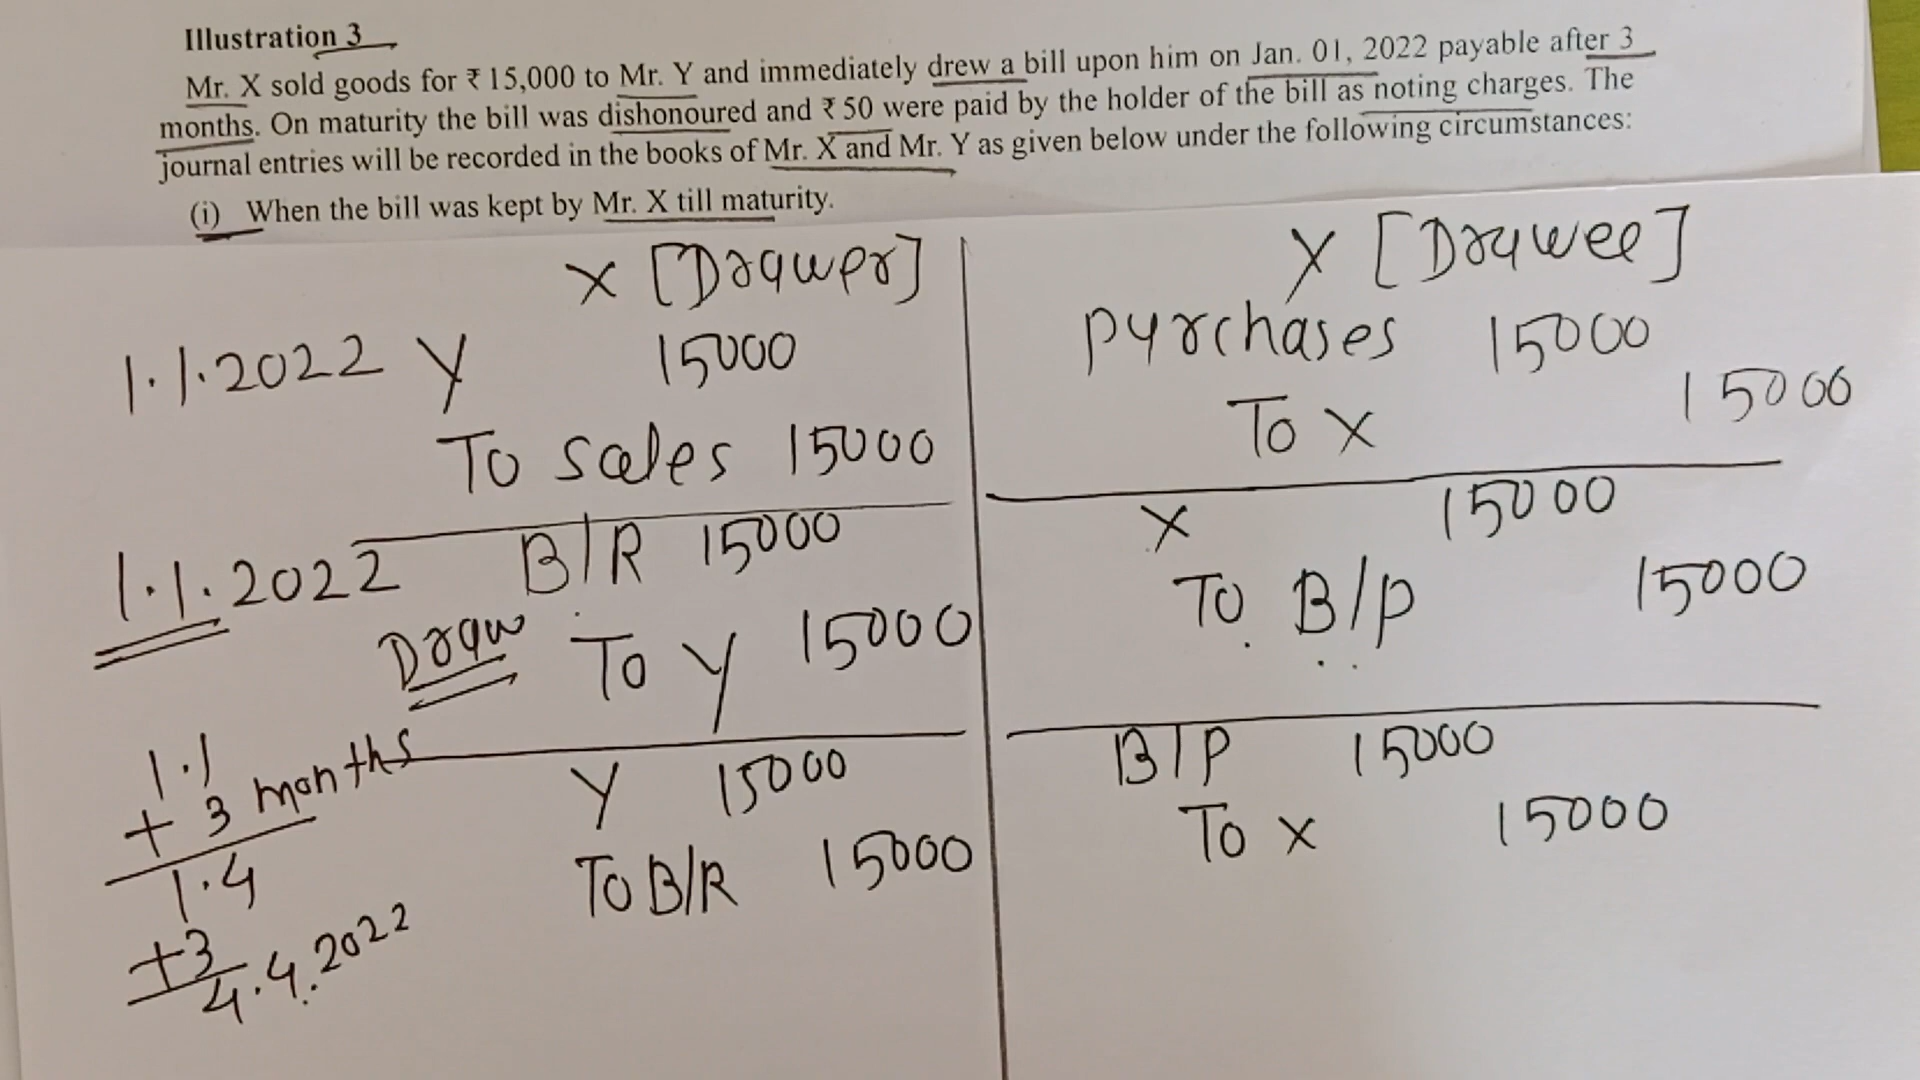 Illustration 3
Mr. X sold goods for ₹ 15,000 to Mr. Y and immediately drew a bill upon him on Jan. 01, 2022 payable after 3
months. On maturity the bill was dishonoured and ₹ 50 were paid by the holder of the bill as noting charges. The
journal entries will be recorded in the books of Mr. X and Mr. Y as given below under the following circumstances:
(i) When the bill was kept by Mr. X till maturity.
X [Drawer]
1.1.2022 Y 15000
To sales 15000
1.1.2022 B/R 15000
Draw To Y 15000
1.1
+ 3 months
1.4
+3
4.4.2022
Y 15000
To B/R 15000
Y [Drawee]
purchases 15000
To X 15000
X 15000
To B/P 15000
B/P 15000
To X 15000